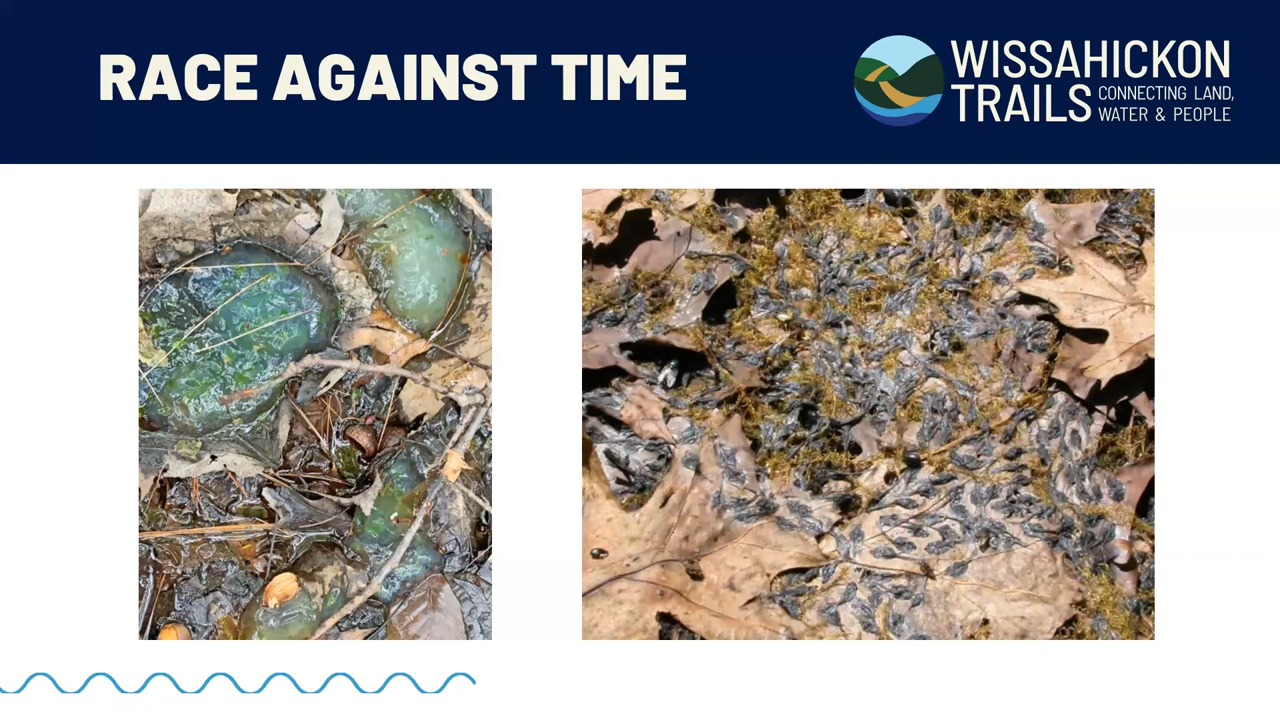 RACE AGAINST TIME
WISSAHICKON
TRAILS CONNECTING LAND,
WATER & PEOPLE